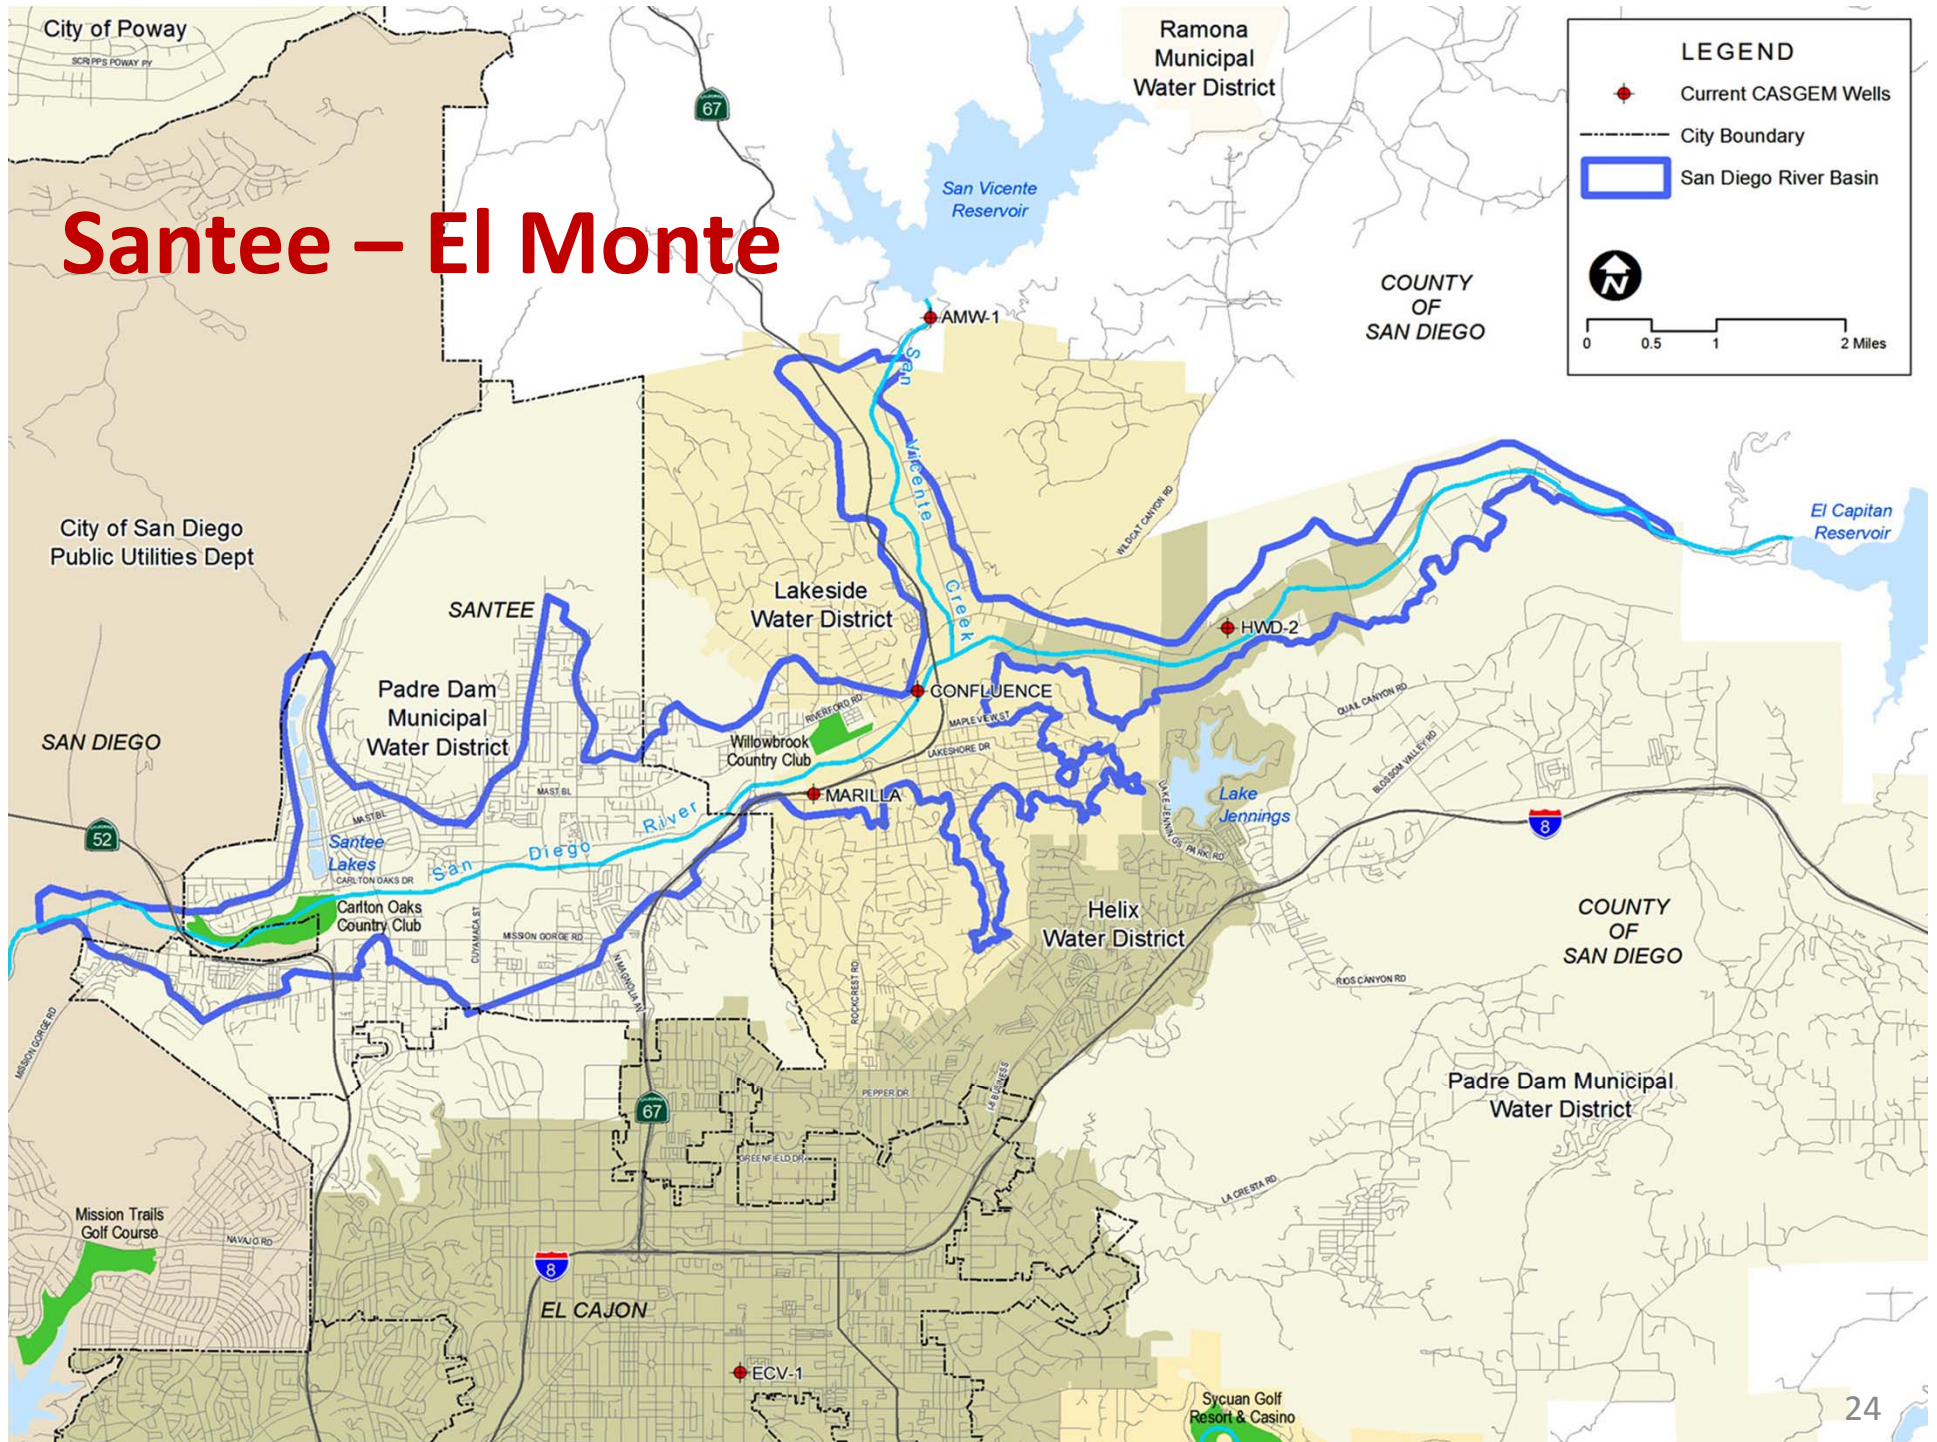 City of Poway
SCRIPPS POWAY PY
67
Ramona
Municipal
Water District
LEGEND
Current CASGEM Wells
City Boundary
San Diego River Basin
N
0 0.5 1 2 Miles
San Vicente
Reservoir
Santee – El Monte
COUNTY
OF
SAN DIEGO
AMW-1
San Vicente Creek
WILDCAT CANYON RD
El Capitan
Reservoir
City of San Diego
Public Utilities Dept
SANTEE
Lakeside
Water District
HWD-2
Padre Dam
Municipal
Water District
CONFLUENCE
RIVERFORD RD
MAPLEVIEW ST
LAKESHORE DR
QUAIL CANYON RD
BLOSSOM VALLEY RD
SAN DIEGO
Willowbrook
Country Club
MARILLA
MAST BL
MAST BL
San Diego River
Lake
Jennings
LAKE JENNINGS PARK RD
8
52
Santee
Lakes
CARLTON OAKS DR
Carlton Oaks
Country Club
CUYAMACA ST
MISSION GORGE RD
N MAGNOLIA AV
ROCKCREST RD
Helix
Water District
COUNTY
OF
SAN DIEGO
RIOS CANYON RD
MISSION GORGE RD
67
PEPPER DR
I-8 BUSINESS
GREENFIELD DR
Padre Dam Municipal
Water District
LA CRESTA RD
Mission Trails
Golf Course
NAVAJO RD
8
EL CAJON
ECV-1
Sycuan Golf
Resort & Casino
24